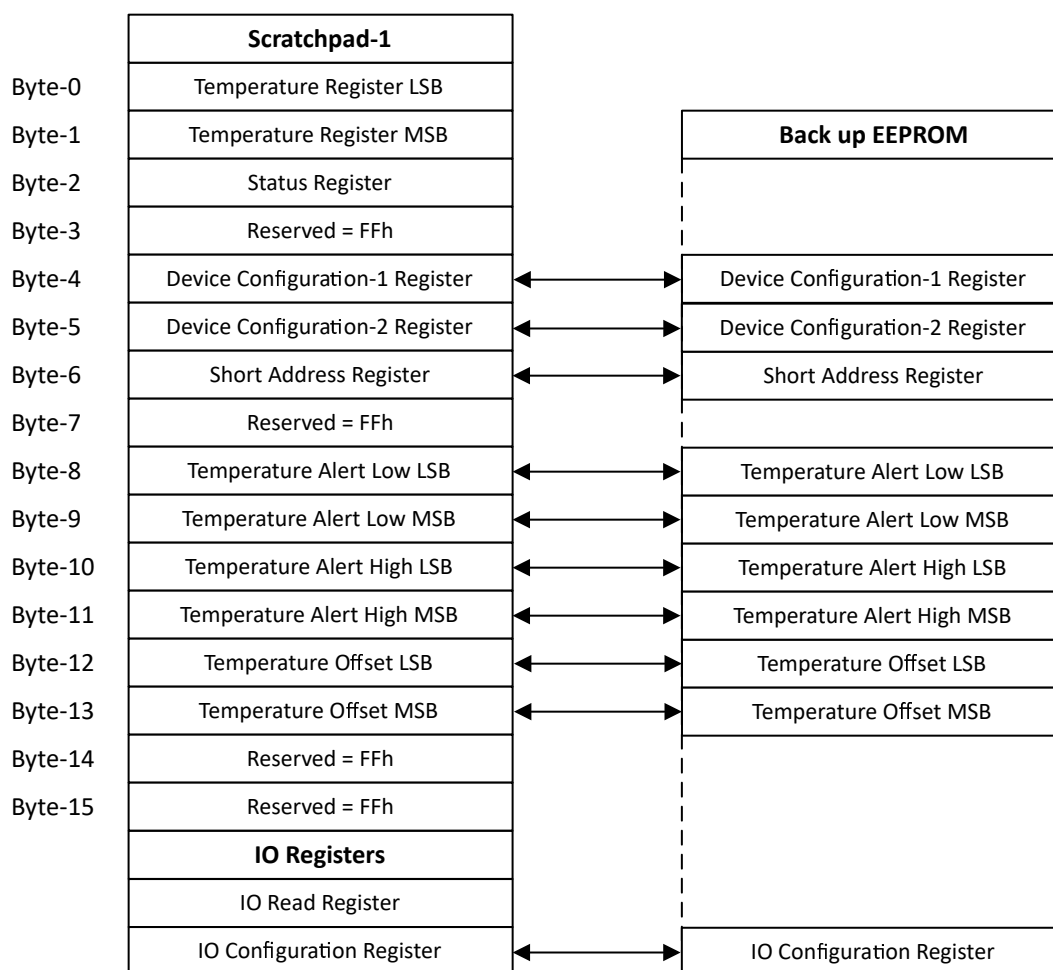 Scratchpad-1
Byte-0 Temperature Register LSB
Byte-1 Temperature Register MSB Back up EEPROM
Byte-2 Status Register
Byte-3 Reserved = FFh
Byte-4 Device Configuration-1 Register Device Configuration-1 Register
Byte-5 Device Configuration-2 Register Device Configuration-2 Register
Byte-6 Short Address Register Short Address Register
Byte-7 Reserved = FFh
Byte-8 Temperature Alert Low LSB Temperature Alert Low LSB
Byte-9 Temperature Alert Low MSB Temperature Alert Low MSB
Byte-10 Temperature Alert High LSB Temperature Alert High LSB
Byte-11 Temperature Alert High MSB Temperature Alert High MSB
Byte-12 Temperature Offset LSB Temperature Offset LSB
Byte-13 Temperature Offset MSB Temperature Offset MSB
Byte-14 Reserved = FFh
Byte-15 Reserved = FFh
IO Registers
IO Read Register
IO Configuration Register IO Configuration Register